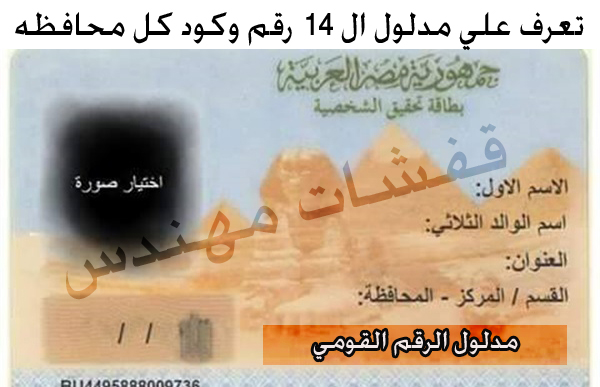 تعرف علي مدلول ال 14 رقم وكود كل محافظه
جمهورية مصر العربية
بطاقة تحقيق الشخصية
قفشات مهندس
اختيار صورة
الاسم الاول:
اسم الوالد الثلاثي:
العنوان:
القسم / المركز - المحافظة:
/ /
مدلول الرقم القومي
BU4495888009736